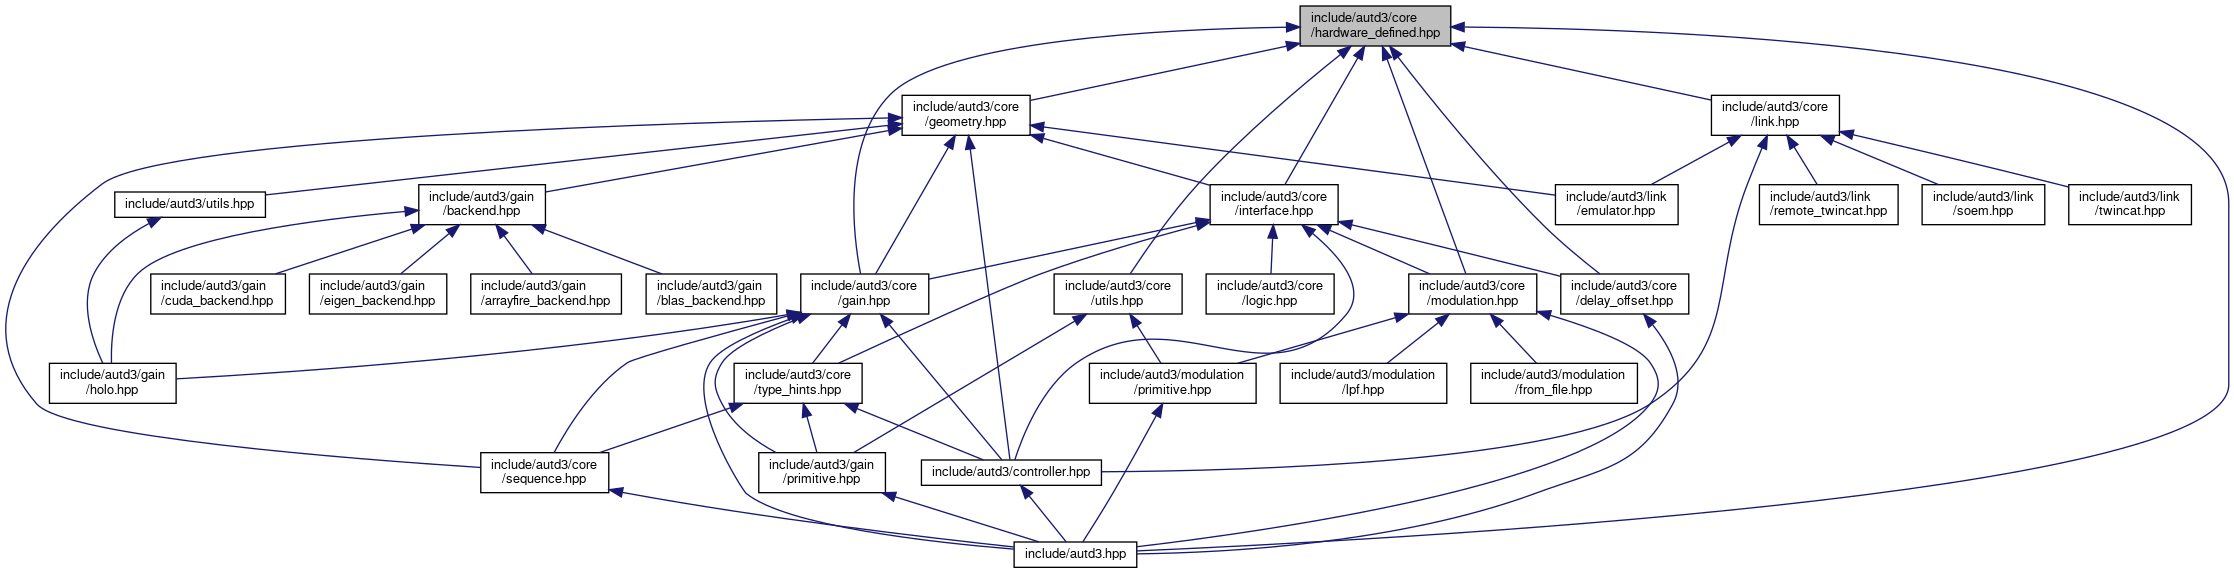 include/autd3/core
/hardware_defined.hpp
include/autd3/core
/geometry.hpp
include/autd3/core
/link.hpp
include/autd3/utils.hpp
include/autd3/gain
/backend.hpp
include/autd3/core
/interface.hpp
include/autd3/link
/emulator.hpp
include/autd3/link
/remote_twincat.hpp
include/autd3/link
/soem.hpp
include/autd3/link
/twincat.hpp
include/autd3/gain
/cuda_backend.hpp
include/autd3/gain
/eigen_backend.hpp
include/autd3/gain
/arrayfire_backend.hpp
include/autd3/gain
/blas_backend.hpp
include/autd3/core
/gain.hpp
include/autd3/core
/utils.hpp
include/autd3/core
/logic.hpp
include/autd3/core
/modulation.hpp
include/autd3/core
/delay_offset.hpp
include/autd3/gain
/holo.hpp
include/autd3/core
/type_hints.hpp
include/autd3/modulation
/primitive.hpp
include/autd3/modulation
/lpf.hpp
include/autd3/modulation
/from_file.hpp
include/autd3/core
/sequence.hpp
include/autd3/gain
/primitive.hpp
include/autd3/controller.hpp
include/autd3.hpp